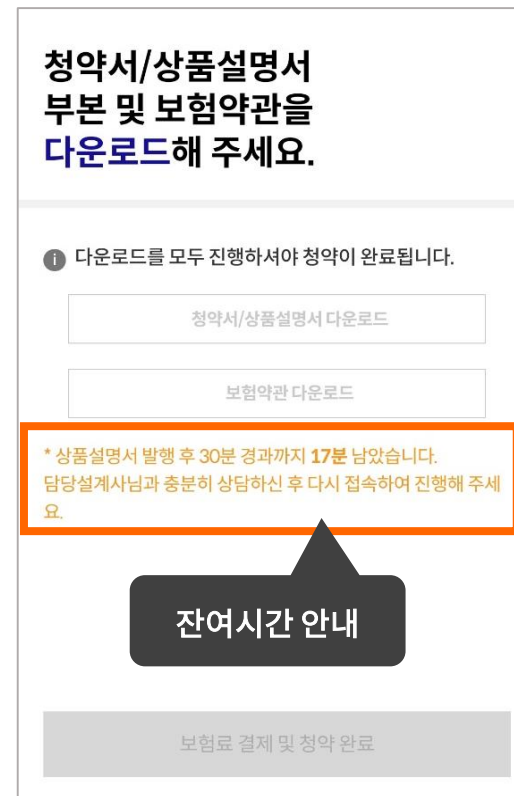 청약서/상품설명서
부본 및 보험약관을
다운로드해 주세요.
다운로드를 모두 진행하셔야 청약이 완료됩니다.
청약서/상품설명서 다운로드
보험약관 다운로드
* 상품설명서 발행 후 30분 경과까지 17분 남았습니다.
담당설계사님과 충분히 상담하신 후 다시 접속하여 진행해 주세
요.
잔여시간 안내
보험료 결제 및 청약 완료